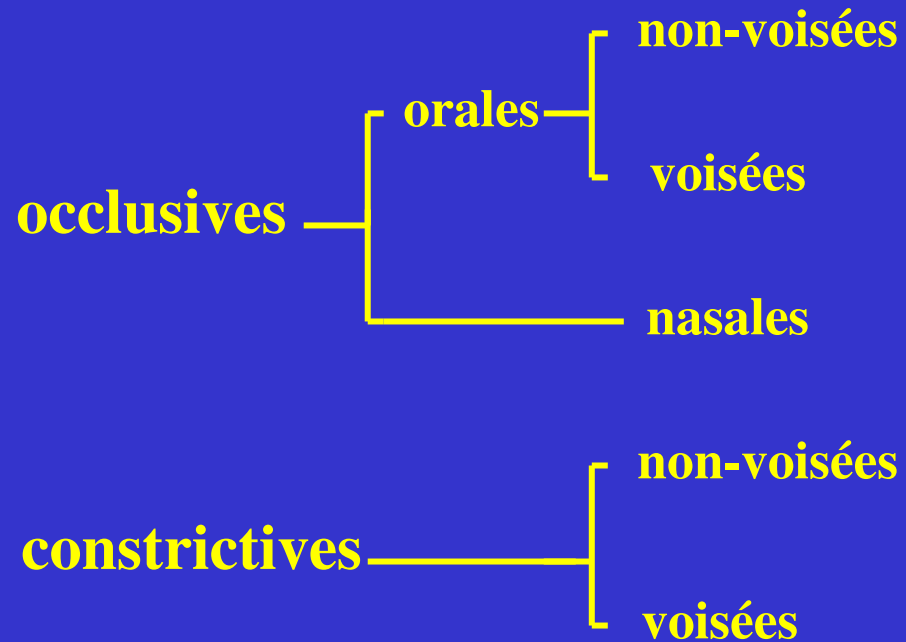 non-voisées
orales
voisées
occlusives
nasales
non-voisées
constrictives
voisées